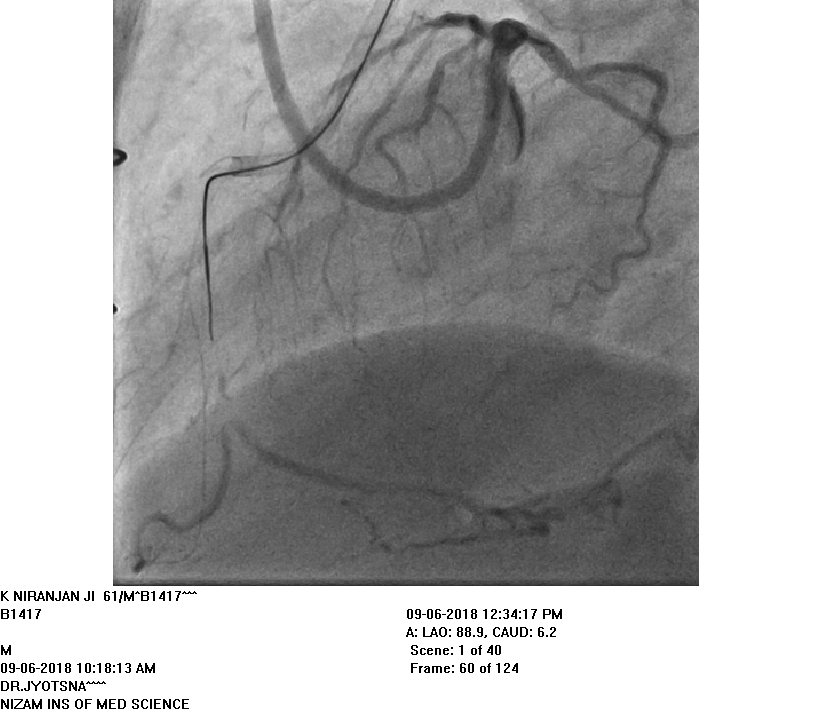 K NIRANJAN JI  61/M^B1417^^^
B1417
M
09-06-2018 10:18:13 AM
DR.JYOTSNA^^^^
NIZAM INS OF MED SCIENCE
09-06-2018 12:34:17 PM
A: LAO: 88.9, CAUD: 6.2
Scene: 1 of 40
Frame: 60 of 124